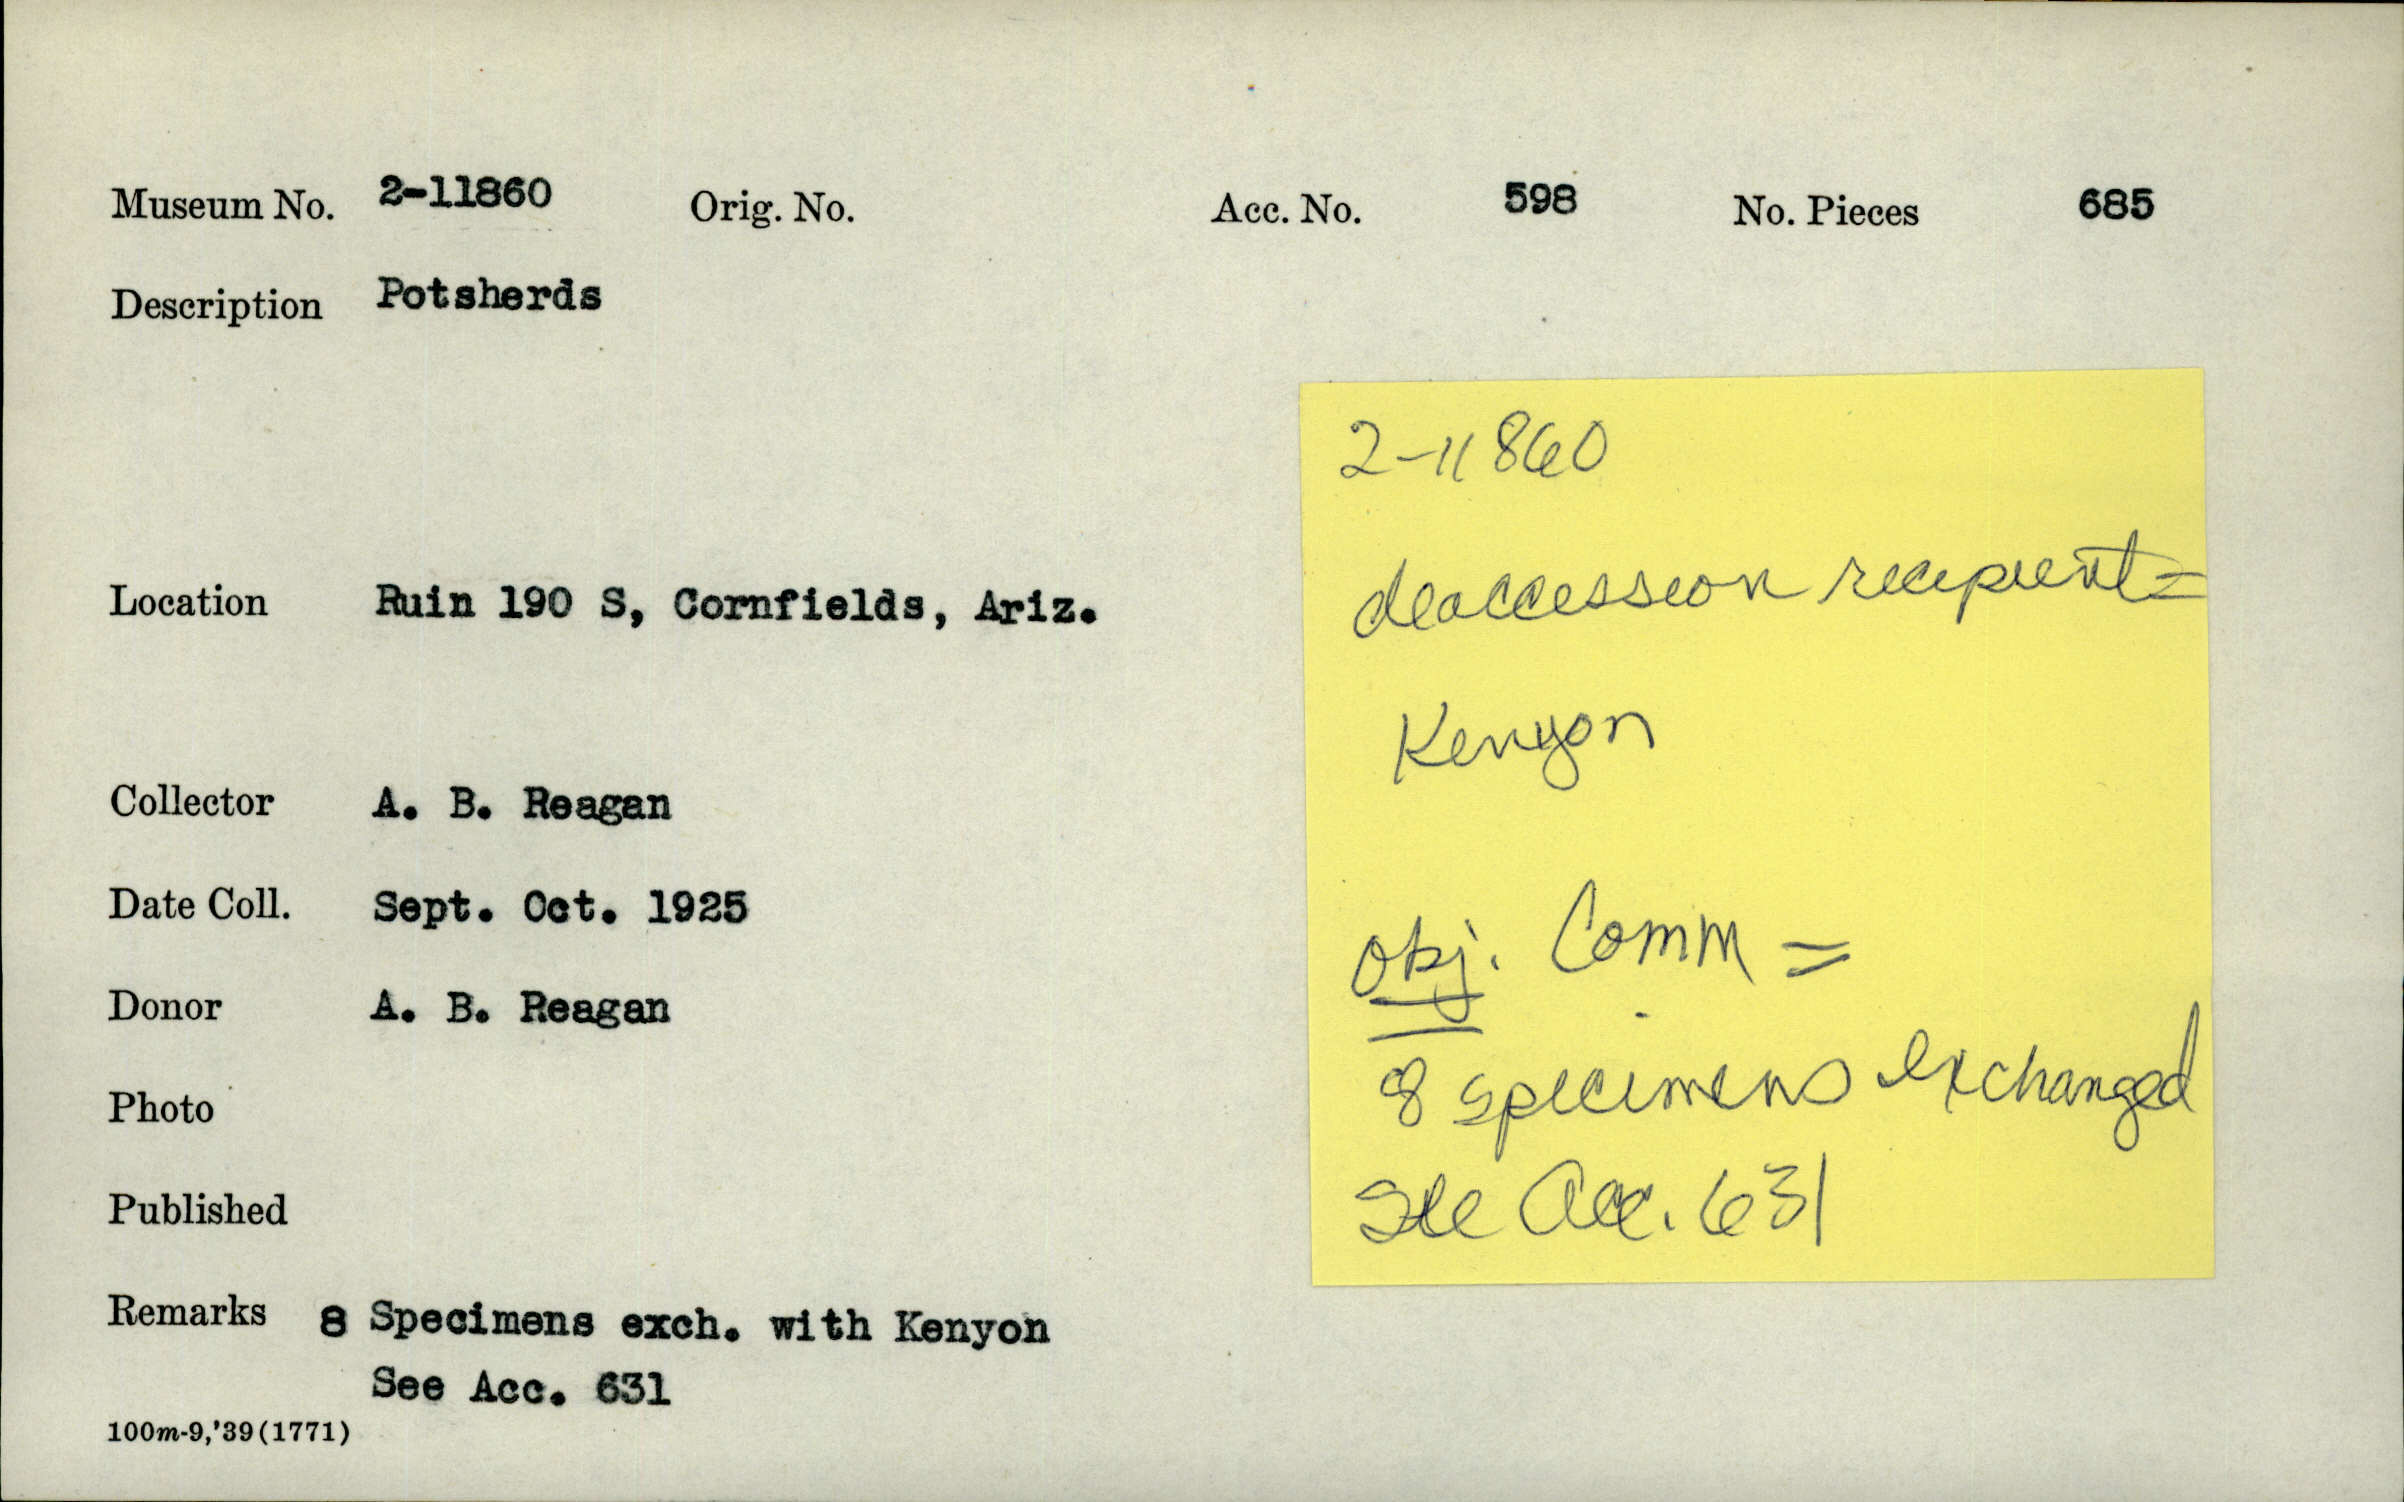 Museum No. 2-11860 Orig. No. Acc. No. 598 No. Pieces 685
Description Potsherds
Location Ruin 190 S, Cornfields, Ariz.
Collector A. B. Reagan
Date Coll. Sept. Oct. 1925
Donor A. B. Reagan
Photo
Published
Remarks 8 Specimens exch. with Kenyon
See Acc. 631
100m-9,'39(1771)
2-11860
deaccession recipient=
Kenyon
obj. Comm =
8 specimens exchanged
See Acc. 631